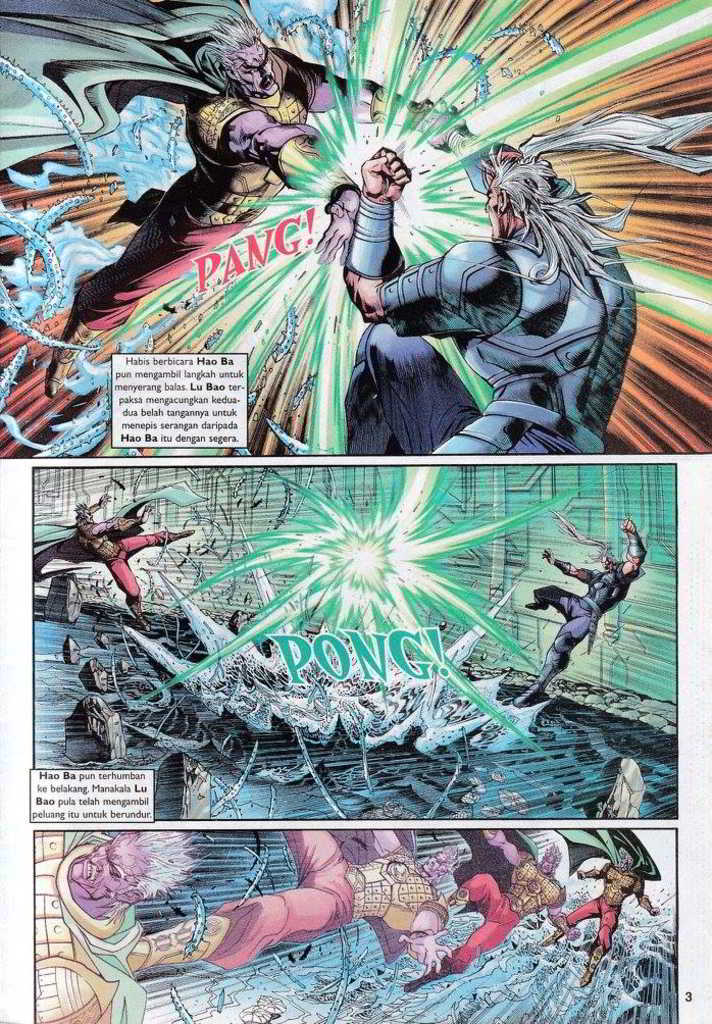 PANG!
Habis berbicara Hao Ba
pun mengambil langkah untuk
menyerang balas. Lu Bao ter-
paksa mengacungkan kedua-
dua belah tangannya untuk
menepis serangan daripada
Hao Ba itu dengan segera.
PONG!
Hao Ba pun terhumban
ke belakang. Manakala Lu
Bao pula telah mengambil
peluang itu untuk berundur.
3